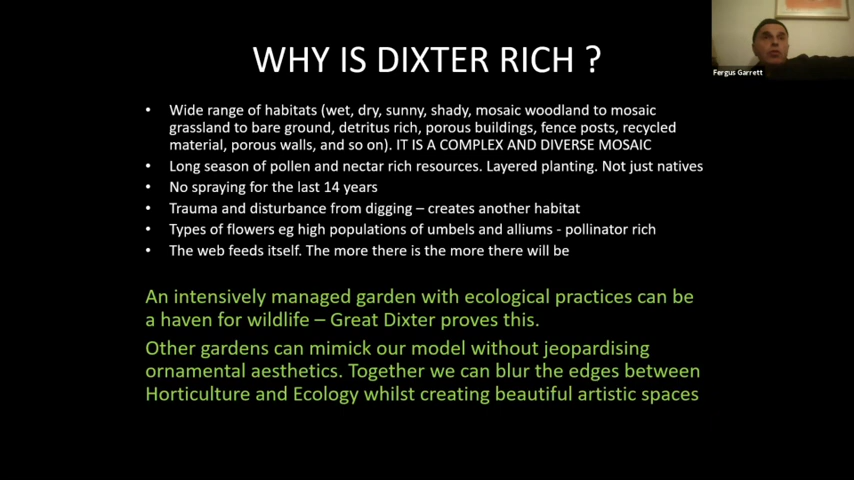 WHY IS DIXTER RICH ?
Fergus Garrett
• Wide range of habitats (wet, dry, sunny, shady, mosaic woodland to mosaic
grassland to bare ground, detritus rich, porous buildings, fence posts, recycled
material, porous walls, and so on). IT IS A COMPLEX AND DIVERSE MOSAIC
• Long season of pollen and nectar rich resources. Layered planting. Not just natives
• No spraying for the last 14 years
• Trauma and disturbance from digging – creates another habitat
• Types of flowers eg high populations of umbels and alliums - pollinator rich
• The web feeds itself. The more there is the more there will be
An intensively managed garden with ecological practices can be
a haven for wildlife – Great Dixter proves this.
Other gardens can mimick our model without jeopardising
ornamental aesthetics. Together we can blur the edges between
Horticulture and Ecology whilst creating beautiful artistic spaces